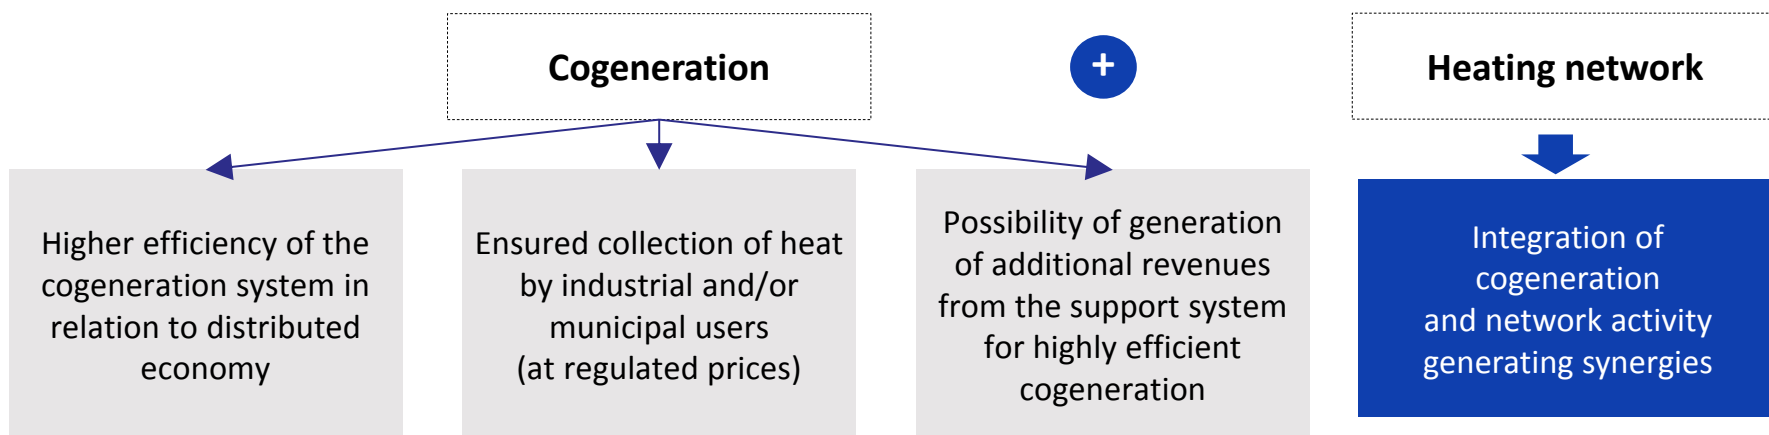 Cogeneration
+
Heating network
Higher efficiency of the
cogeneration system in
relation to distributed
economy
Ensured collection of heat
by industrial and/or
municipal users
(at regulated prices)
Possibility of generation
of additional revenues
from the support system
for highly efficient
cogeneration
Integration of
cogeneration
and network activity
generating synergies